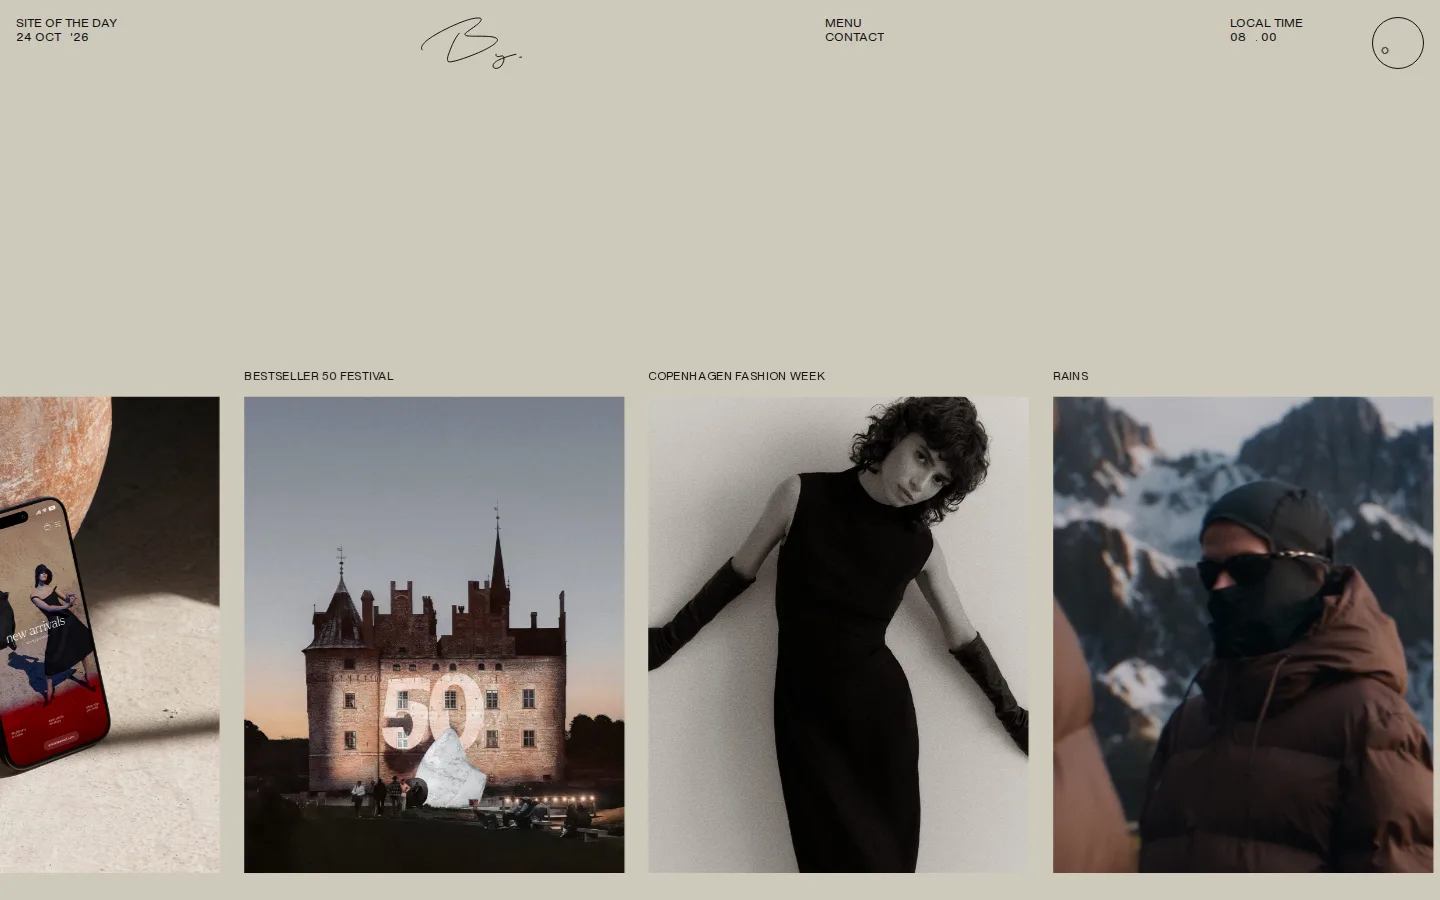 SITE OF THE DAY
24 OCT '26
By.
MENU
CONTACT
LOCAL TIME
08 . 00
BESTSELLER 50 FESTIVAL
COPENHAGEN FASHION WEEK
RAINS
new arrivals
50